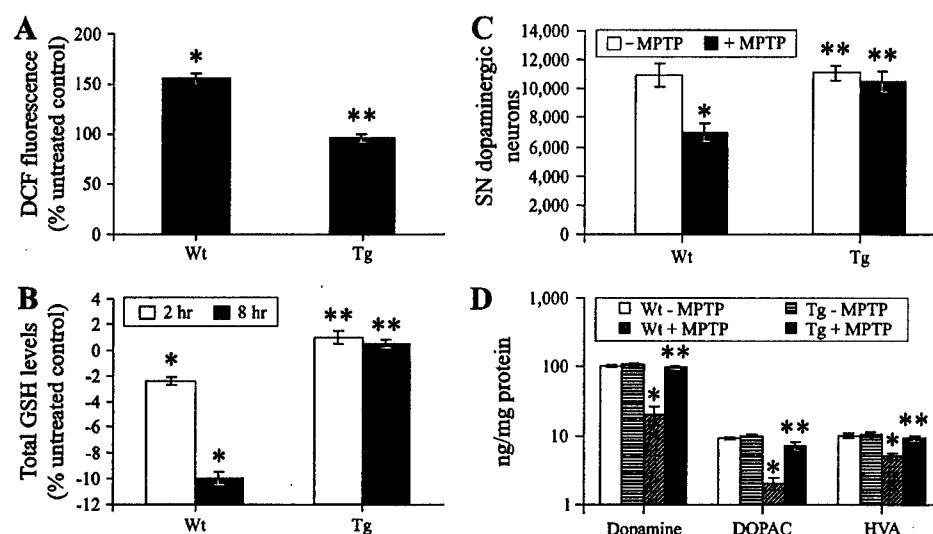 A
DCF fluorescence
(% untreated control)
200
150
100
50
0
*
**
Wt
Tg
B
Total GSH levels
(% untreated control)
2 hr
8 hr
4
2
0
-2
-4
-6
-8
-10
-12
*
*
**
**
Wt
Tg
C
SN dopaminergic
neurons
- MPTP
+ MPTP
14,000
12,000
10,000
8,000
6,000
4,000
2,000
0
*
**
**
Wt
Tg
D
ng/mg protein
Wt - MPTP
Tg - MPTP
Wt + MPTP
Tg + MPTP
1,000
100
10
1
*
**
*
**
*
**
Dopamine
DOPAC
HVA